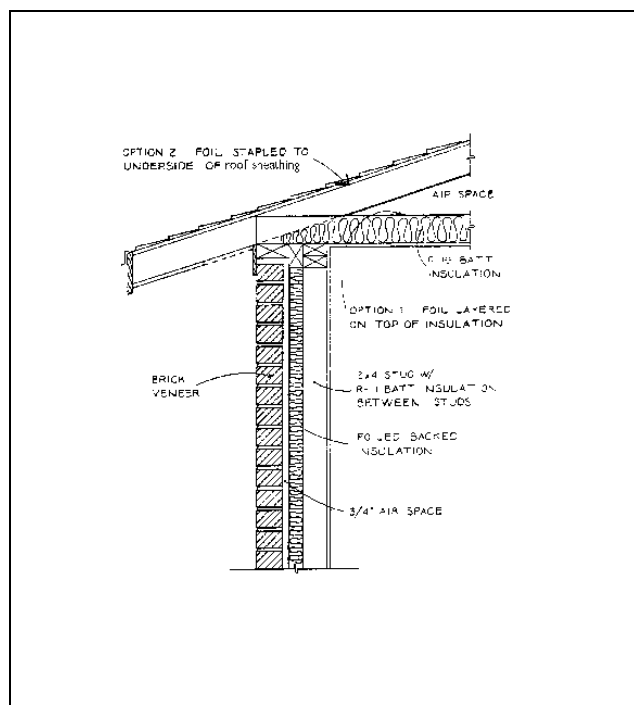 OPTION 2 FOIL STAPLED TO
UNDERSIDE OF roof sheathing
AIR SPACE
BATT
INSULATION
OPTION 1 FOIL LAYERED
ON TOP OF INSULATION
BRICK
VENEER
2x4 STUD W/
R-11 BATT INSULATION
BETWEEN STUDS
FOILED BACKED
INSULATION
3/4" AIR SPACE